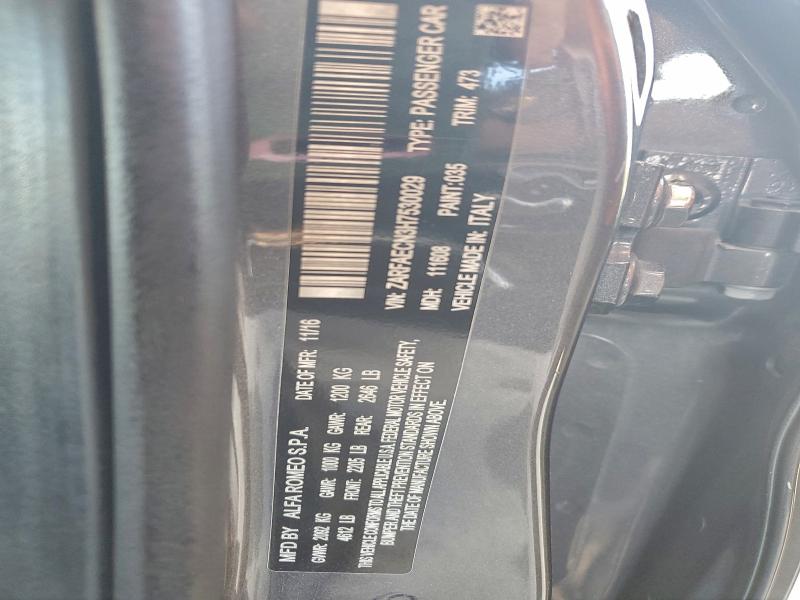 MFD BY ALFA ROMEO S.P.A. DATE OF MFR: 11/16
GVWR: 2092 KG GAWR: 1000 KG GAWR: 1200 KG
4612 LB FRONT: 2205 LB REAR: 2646 LB
THIS VEHICLE CONFORMS TO ALL APPLICABLE U.S.A. FEDERAL MOTOR VEHICLE SAFETY,
BUMPER AND THEFT PREVENTION STANDARDS IN EFFECT ON
THE DATE OF MANUFACTURE SHOWN ABOVE.
VIN: ZARFAECN3H7530029 TYPE: PASSENGER CAR
MDH: 111608 PAINT:035 TRIM: 473
VEHICLE MADE IN: ITALY